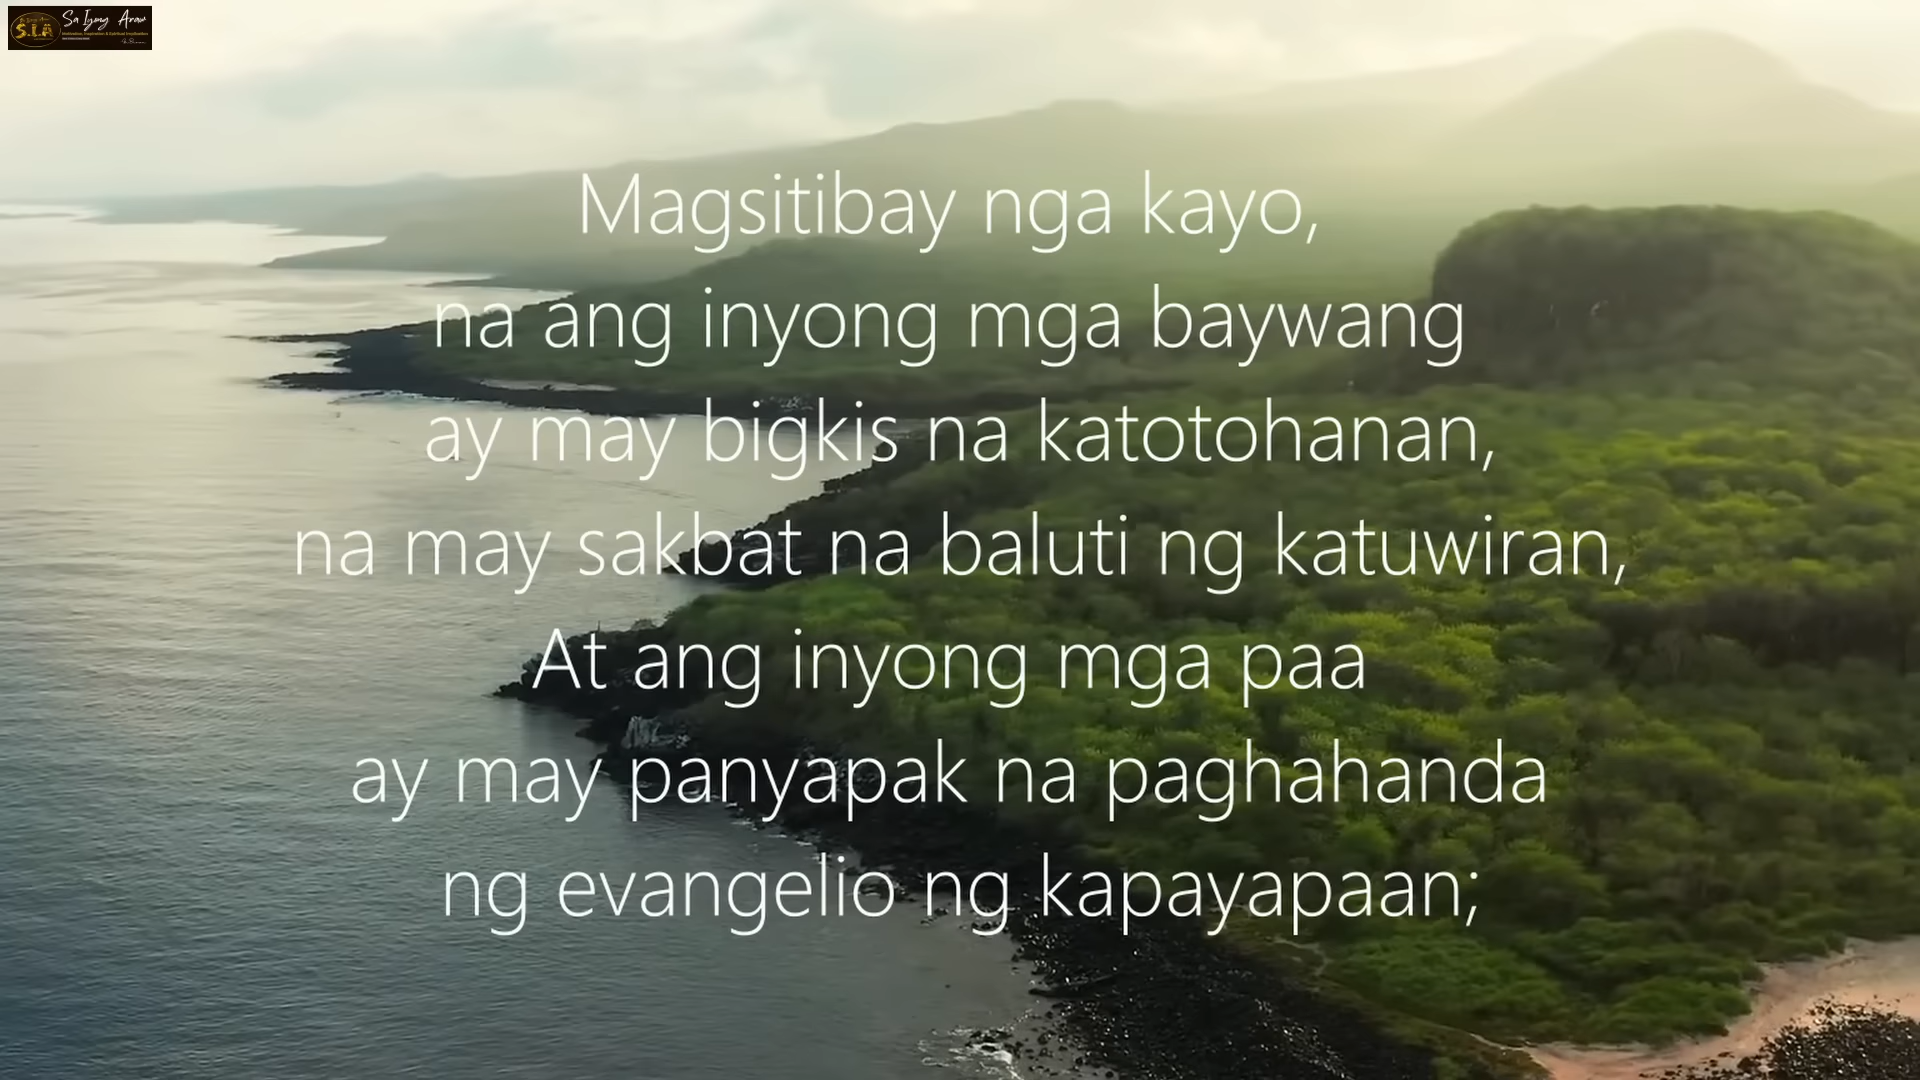 Sa Iyong Araw
S.I.A
Magsitibay nga kayo,
na ang inyong mga baywang
ay may bigkis na katotohanan,
na may sakbat na baluti ng katuwiran,
At ang inyong mga paa
ay may panyapak na paghahanda
ng evangelio ng kapayapaan;